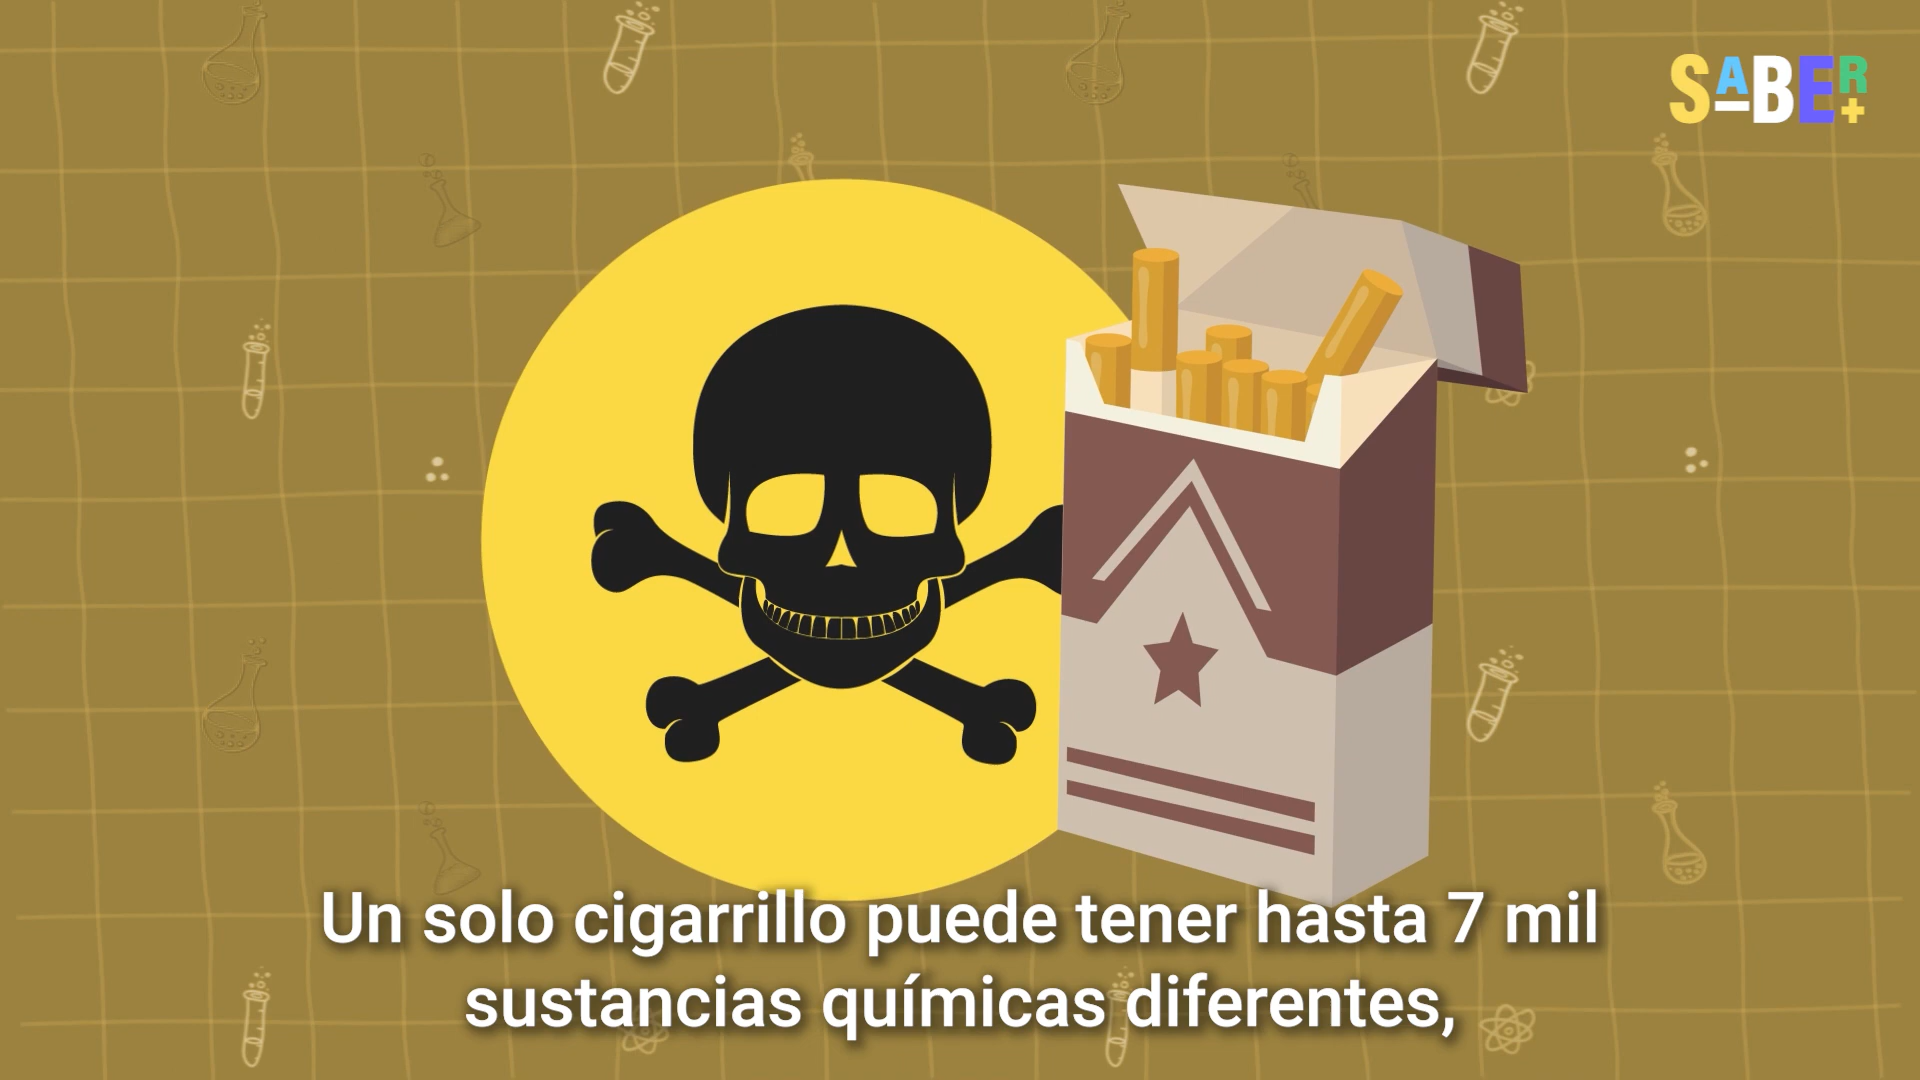 SABER+
Un solo cigarrillo puede tener hasta 7 mil
sustancias químicas diferentes,